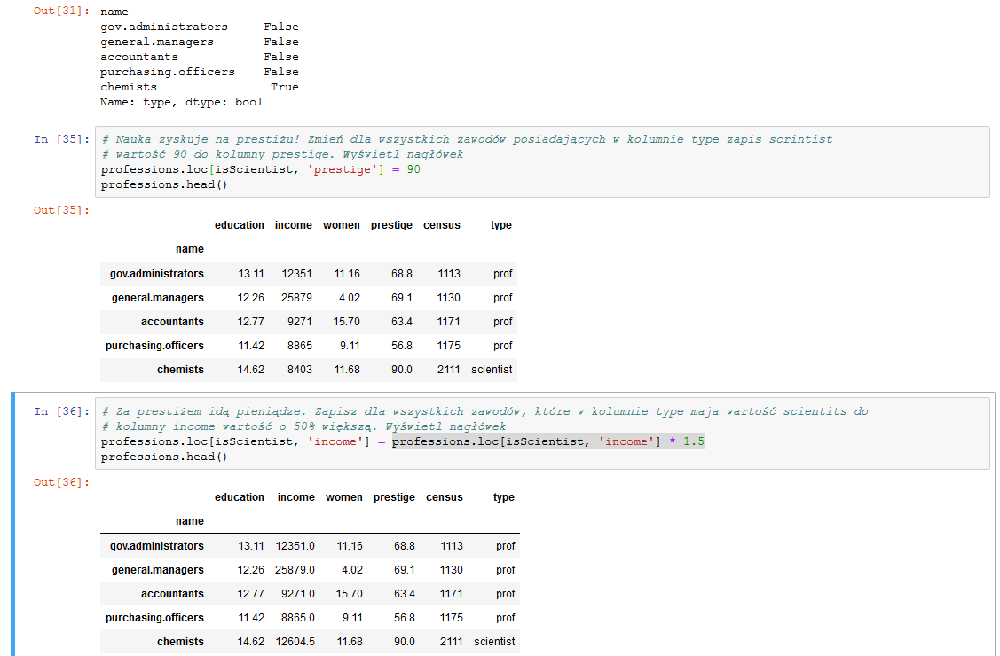 Out[31]: name
gov.administrators False
general.managers False
accountants False
purchasing.officers False
chemists True
Name: type, dtype: bool
In [35]: # Nauka zyskuje na prestiżu! Zmień dla wszystkich zawodów posiadających w kolumnie type zapis scrintist
# wartość 90 do kolumny prestige. Wyświetl nagłówek
professions.loc[isScientist, 'prestige'] = 90
professions.head()
Out[35]:
education income women prestige census type
name
gov.administrators 13.11 12351 11.16 68.8 1113 prof
general.managers 12.26 25879 4.02 69.1 1130 prof
accountants 12.77 9271 15.70 63.4 1171 prof
purchasing.officers 11.42 8865 9.11 56.8 1175 prof
chemists 14.62 8403 11.68 90.0 2111 scientist
In [36]: # Za prestiżem idą pieniądze. Zapisz dla wszystkich zawodów, które w kolumnie type maja wartość scientits do
# kolumny income wartość o 50% większą. Wyświetl nagłówek
professions.loc[isScientist, 'income'] = professions.loc[isScientist, 'income'] * 1.5
professions.head()
Out[36]:
education income women prestige census type
name
gov.administrators 13.11 12351.0 11.16 68.8 1113 prof
general.managers 12.26 25879.0 4.02 69.1 1130 prof
accountants 12.77 9271.0 15.70 63.4 1171 prof
purchasing.officers 11.42 8865.0 9.11 56.8 1175 prof
chemists 14.62 12604.5 11.68 90.0 2111 scientist